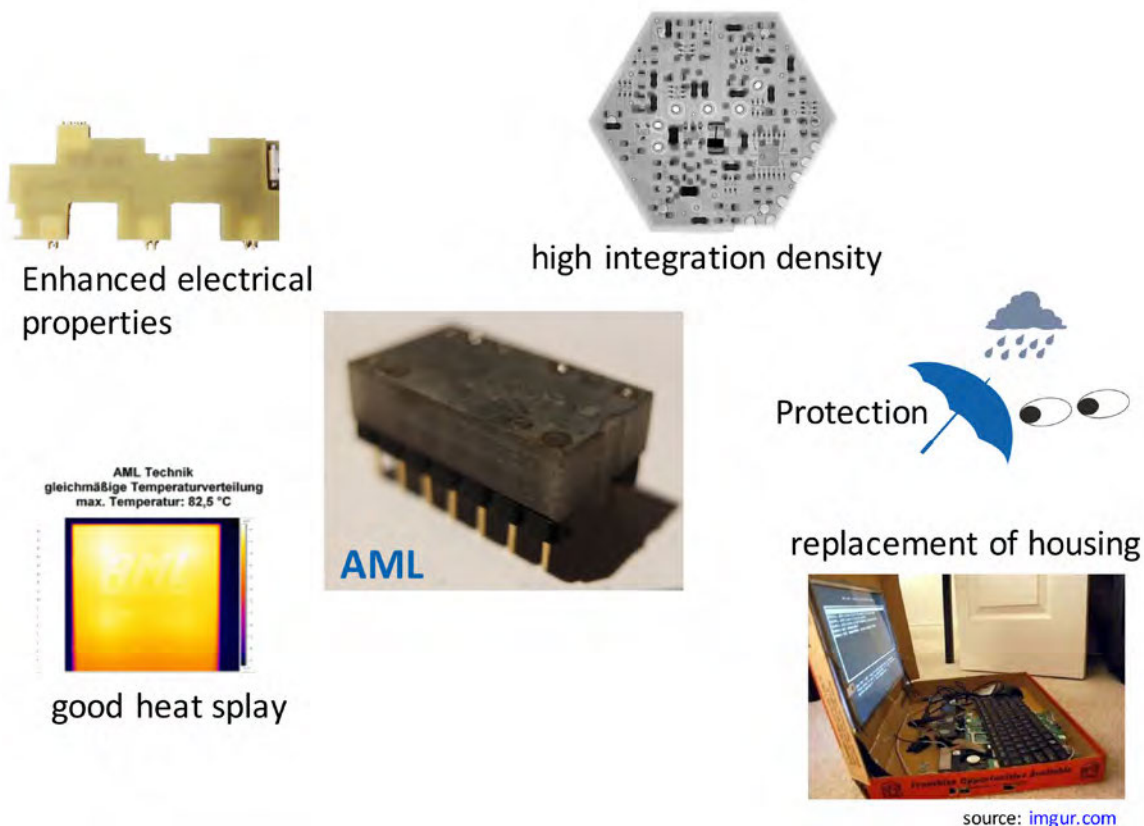 high integration density
Enhanced electrical
properties
Protection
AML
AML Technik
gleichmäßige Temperaturverteilung
max. Temperatur: 82,5 °C
AML
good heat splay
replacement of housing
source: imgur.com